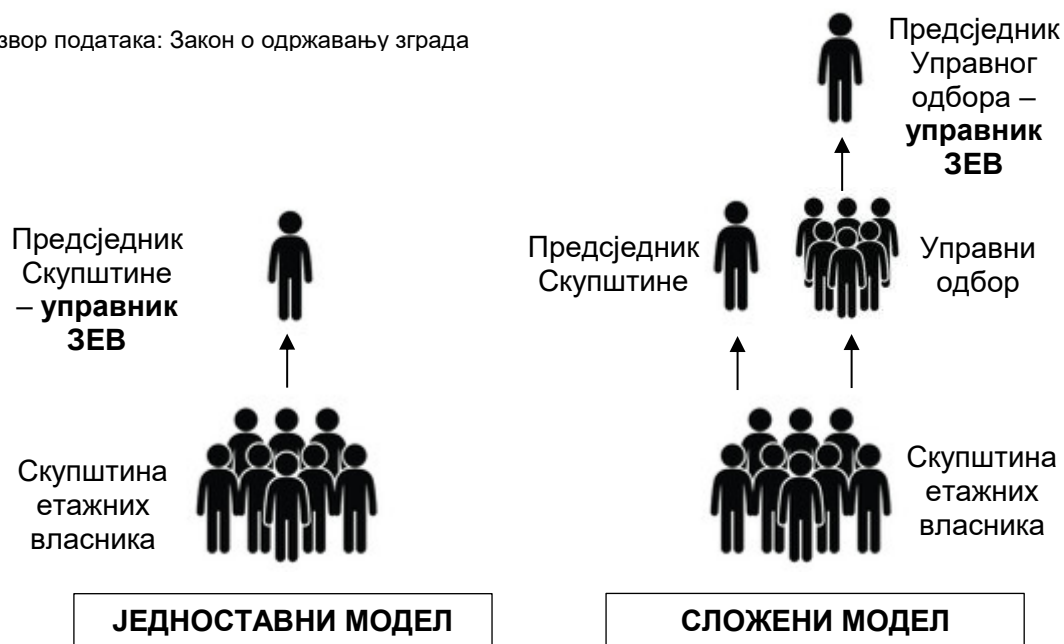 звор података: Закон о одржавању зграда
Предсједник
Скупштине
– управник
ЗЕВ
Скупштина
етажних
власника
ЈЕДНОСТАВНИ МОДЕЛ
Предсједник
Управног
одбора –
управник
ЗЕВ
Предсједник
Скупштине
Управни
одбор
Скупштина
етажних
власника
СЛОЖЕНИ МОДЕЛ